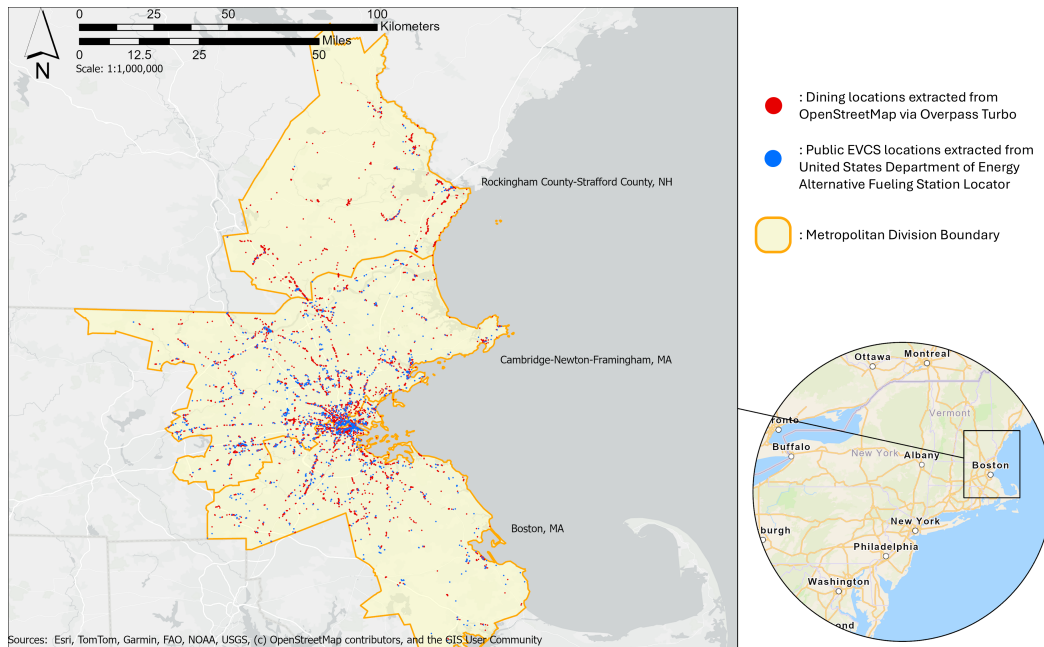 0 25 50 100
Kilometers
Miles
0 12.5 25 50
Scale: 1:1,000,000
N
Rockingham County-Strafford County, NH
Cambridge-Newton-Framingham, MA
Boston, MA
Sources: Esri, TomTom, Garmin, FAO, NOAA, USGS, (c) OpenStreetMap contributors, and the GIS User Community
: Dining locations extracted from
OpenStreetMap via Overpass Turbo
: Public EVCS locations extracted from
United States Department of Energy
Alternative Fueling Station Locator
: Metropolitan Division Boundary
Ottawa
Montreal
Vermont
ronto
Buffalo
New York
Albany
Boston
burgh
New York
Philadelphia
Washington
ond